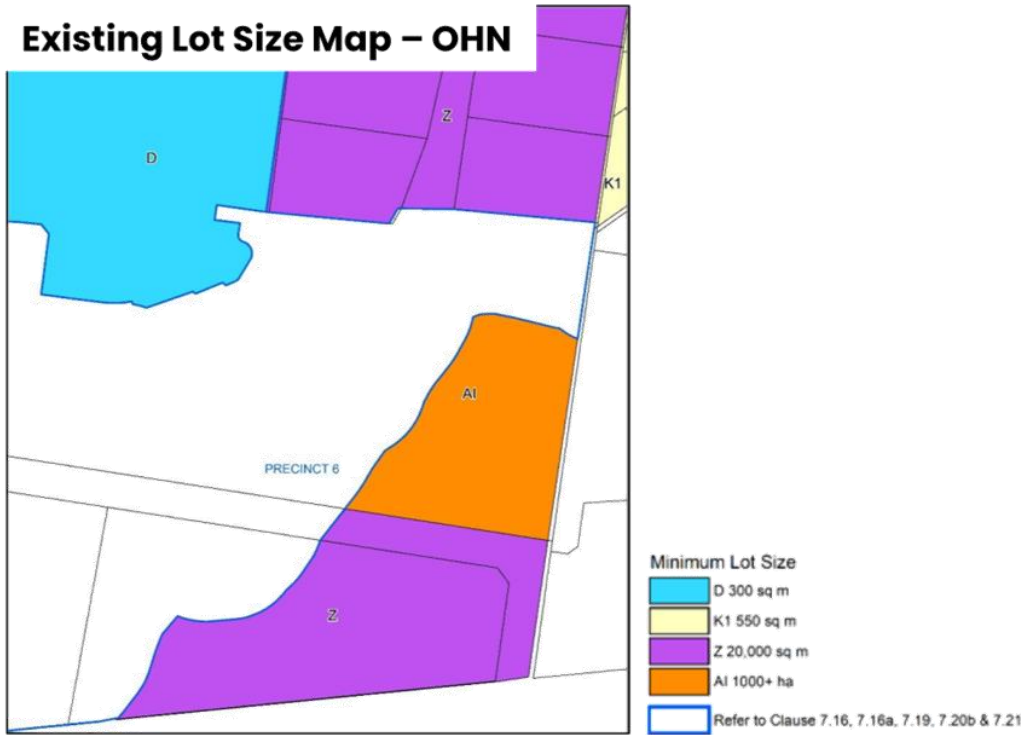 Existing Lot Size Map – OHN
Z
D
K1
AI
PRECINCT 6
Z
Minimum Lot Size
D 300 sq m
K1 550 sq m
Z 20,000 sq m
AI 1000+ ha
Refer to Clause 7.16, 7.16a, 7.19, 7.20b & 7.21